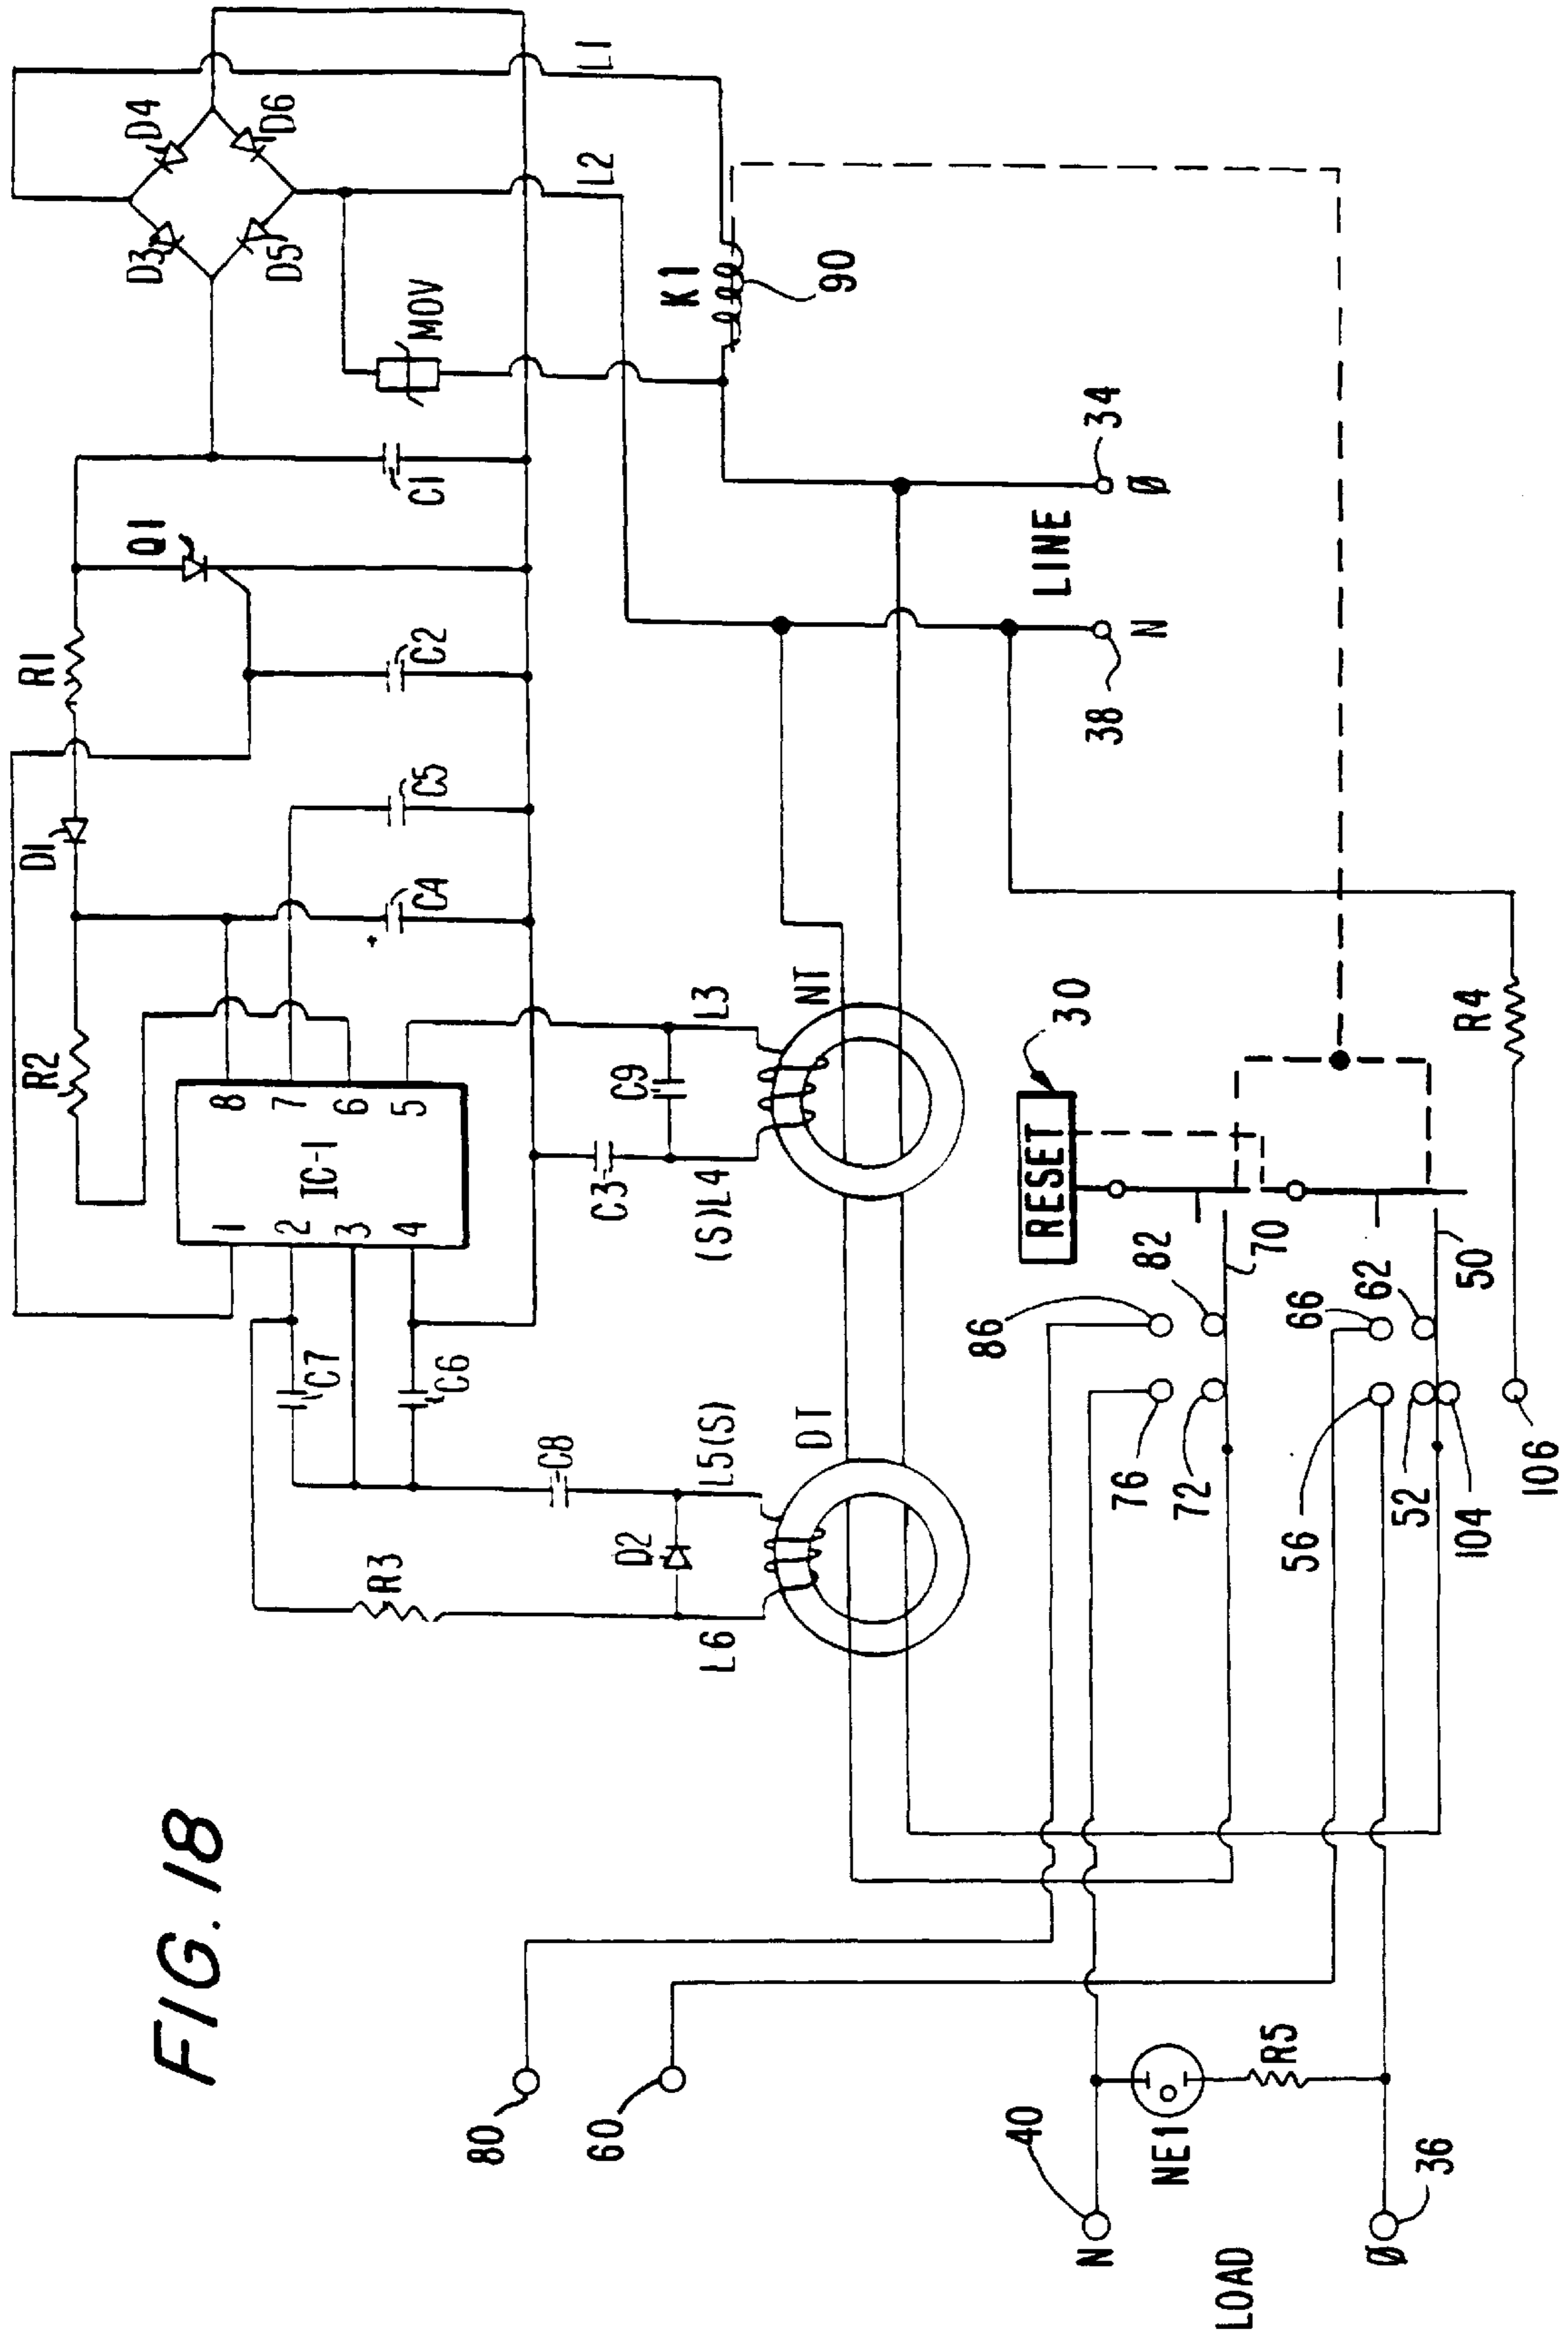 FIG. 18
L1
D4
D6
D3
D5
L2
MOV
K1
90
C1
Q1
34
Ø
LINE
R1
C2
N
38
C5
D1
C4
+
R2
8
7
6
5
IC-1
1
2
3
4
C9
L3
NT
C3
(S)L4
30
RESET
R4
82
70
86
66
62
50
C7
C6
C8
L5(S)
DT
76
72
56
52
104
106
R3
D2
L6
80
60
40
N
NE1
R5
36
Ø
LOAD